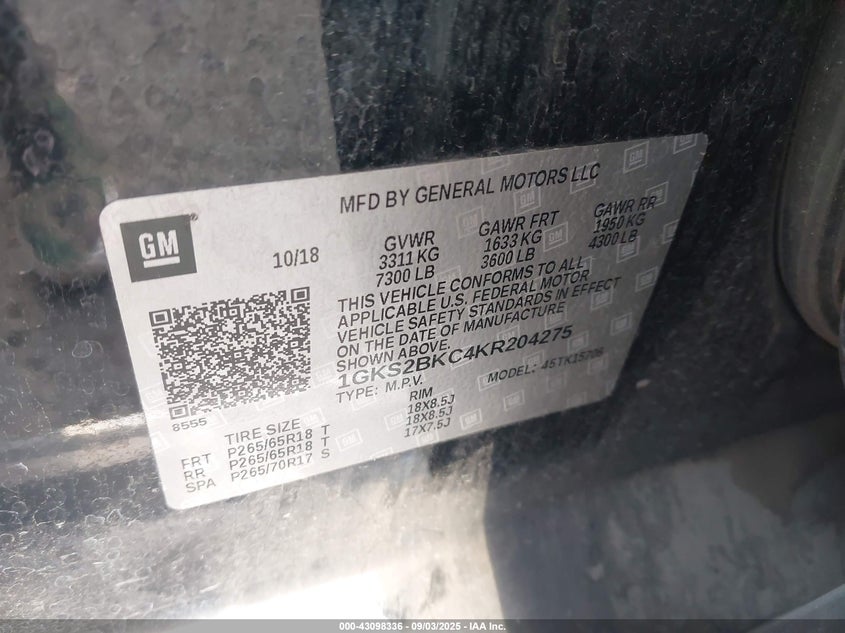 MFD BY GENERAL MOTORS LLC
GM
10/18
GVWR
3311 KG
7300 LB
GAWR FRT
1633 KG
3600 LB
GAWR RR
1950 KG
4300 LB
THIS VEHICLE CONFORMS TO ALL
APPLICABLE U.S. FEDERAL MOTOR
VEHICLE SAFETY STANDARDS IN EFFECT
ON THE DATE OF MANUFACTURE
SHOWN ABOVE.
1GKS2BKC4KR204275
TYPE: M.P.V. MODEL: 45TK15706
8555
TIRE SIZE RIM
FRT P265/65R18 T 18X8.5J
RR P265/65R18 T 18X8.5J
SPA P265/70R17 S 17X7.5J
000-43098336 - 09/03/2025 - IAA Inc.